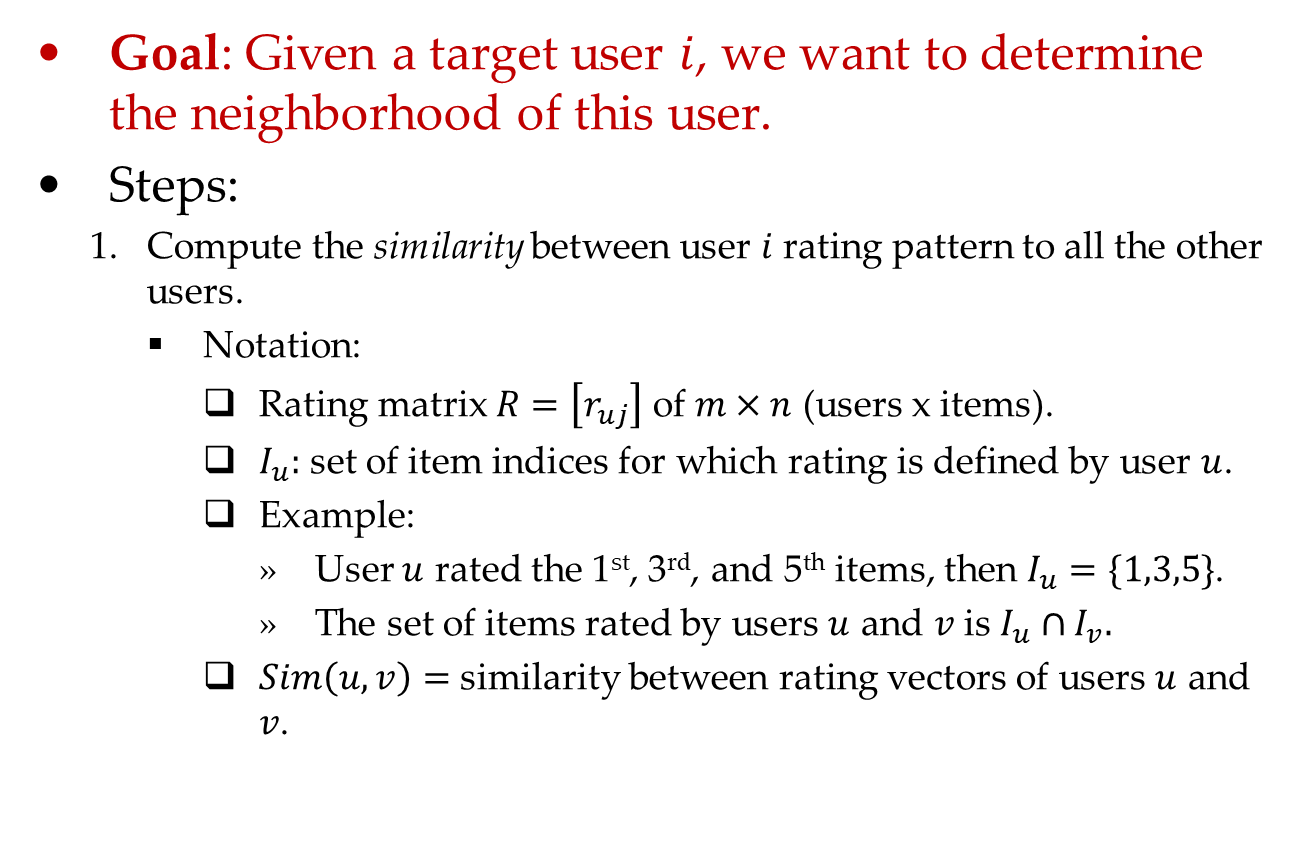 • Goal: Given a target user i, we want to determine
the neighborhood of this user.
• Steps:
1. Compute the similarity between user i rating pattern to all the other
users.
▪ Notation:
❑ Rating matrix R = [r_{uj}] of m × n (users x items).
❑ I_u: set of item indices for which rating is defined by user u.
❑ Example:
» User u rated the 1st, 3rd, and 5th items, then I_u = {1,3,5}.
» The set of items rated by users u and v is I_u ∩ I_v.
❑ Sim(u, v) = similarity between rating vectors of users u and
v.